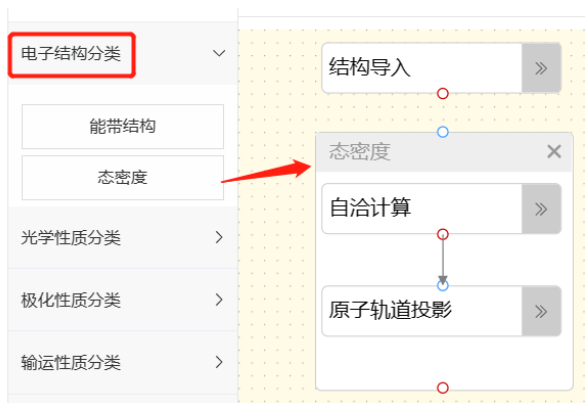 电子结构分类
能带结构
态密度
光学性质分类
极化性质分类
输运性质分类
结构导入
态密度
自洽计算
原子轨道投影